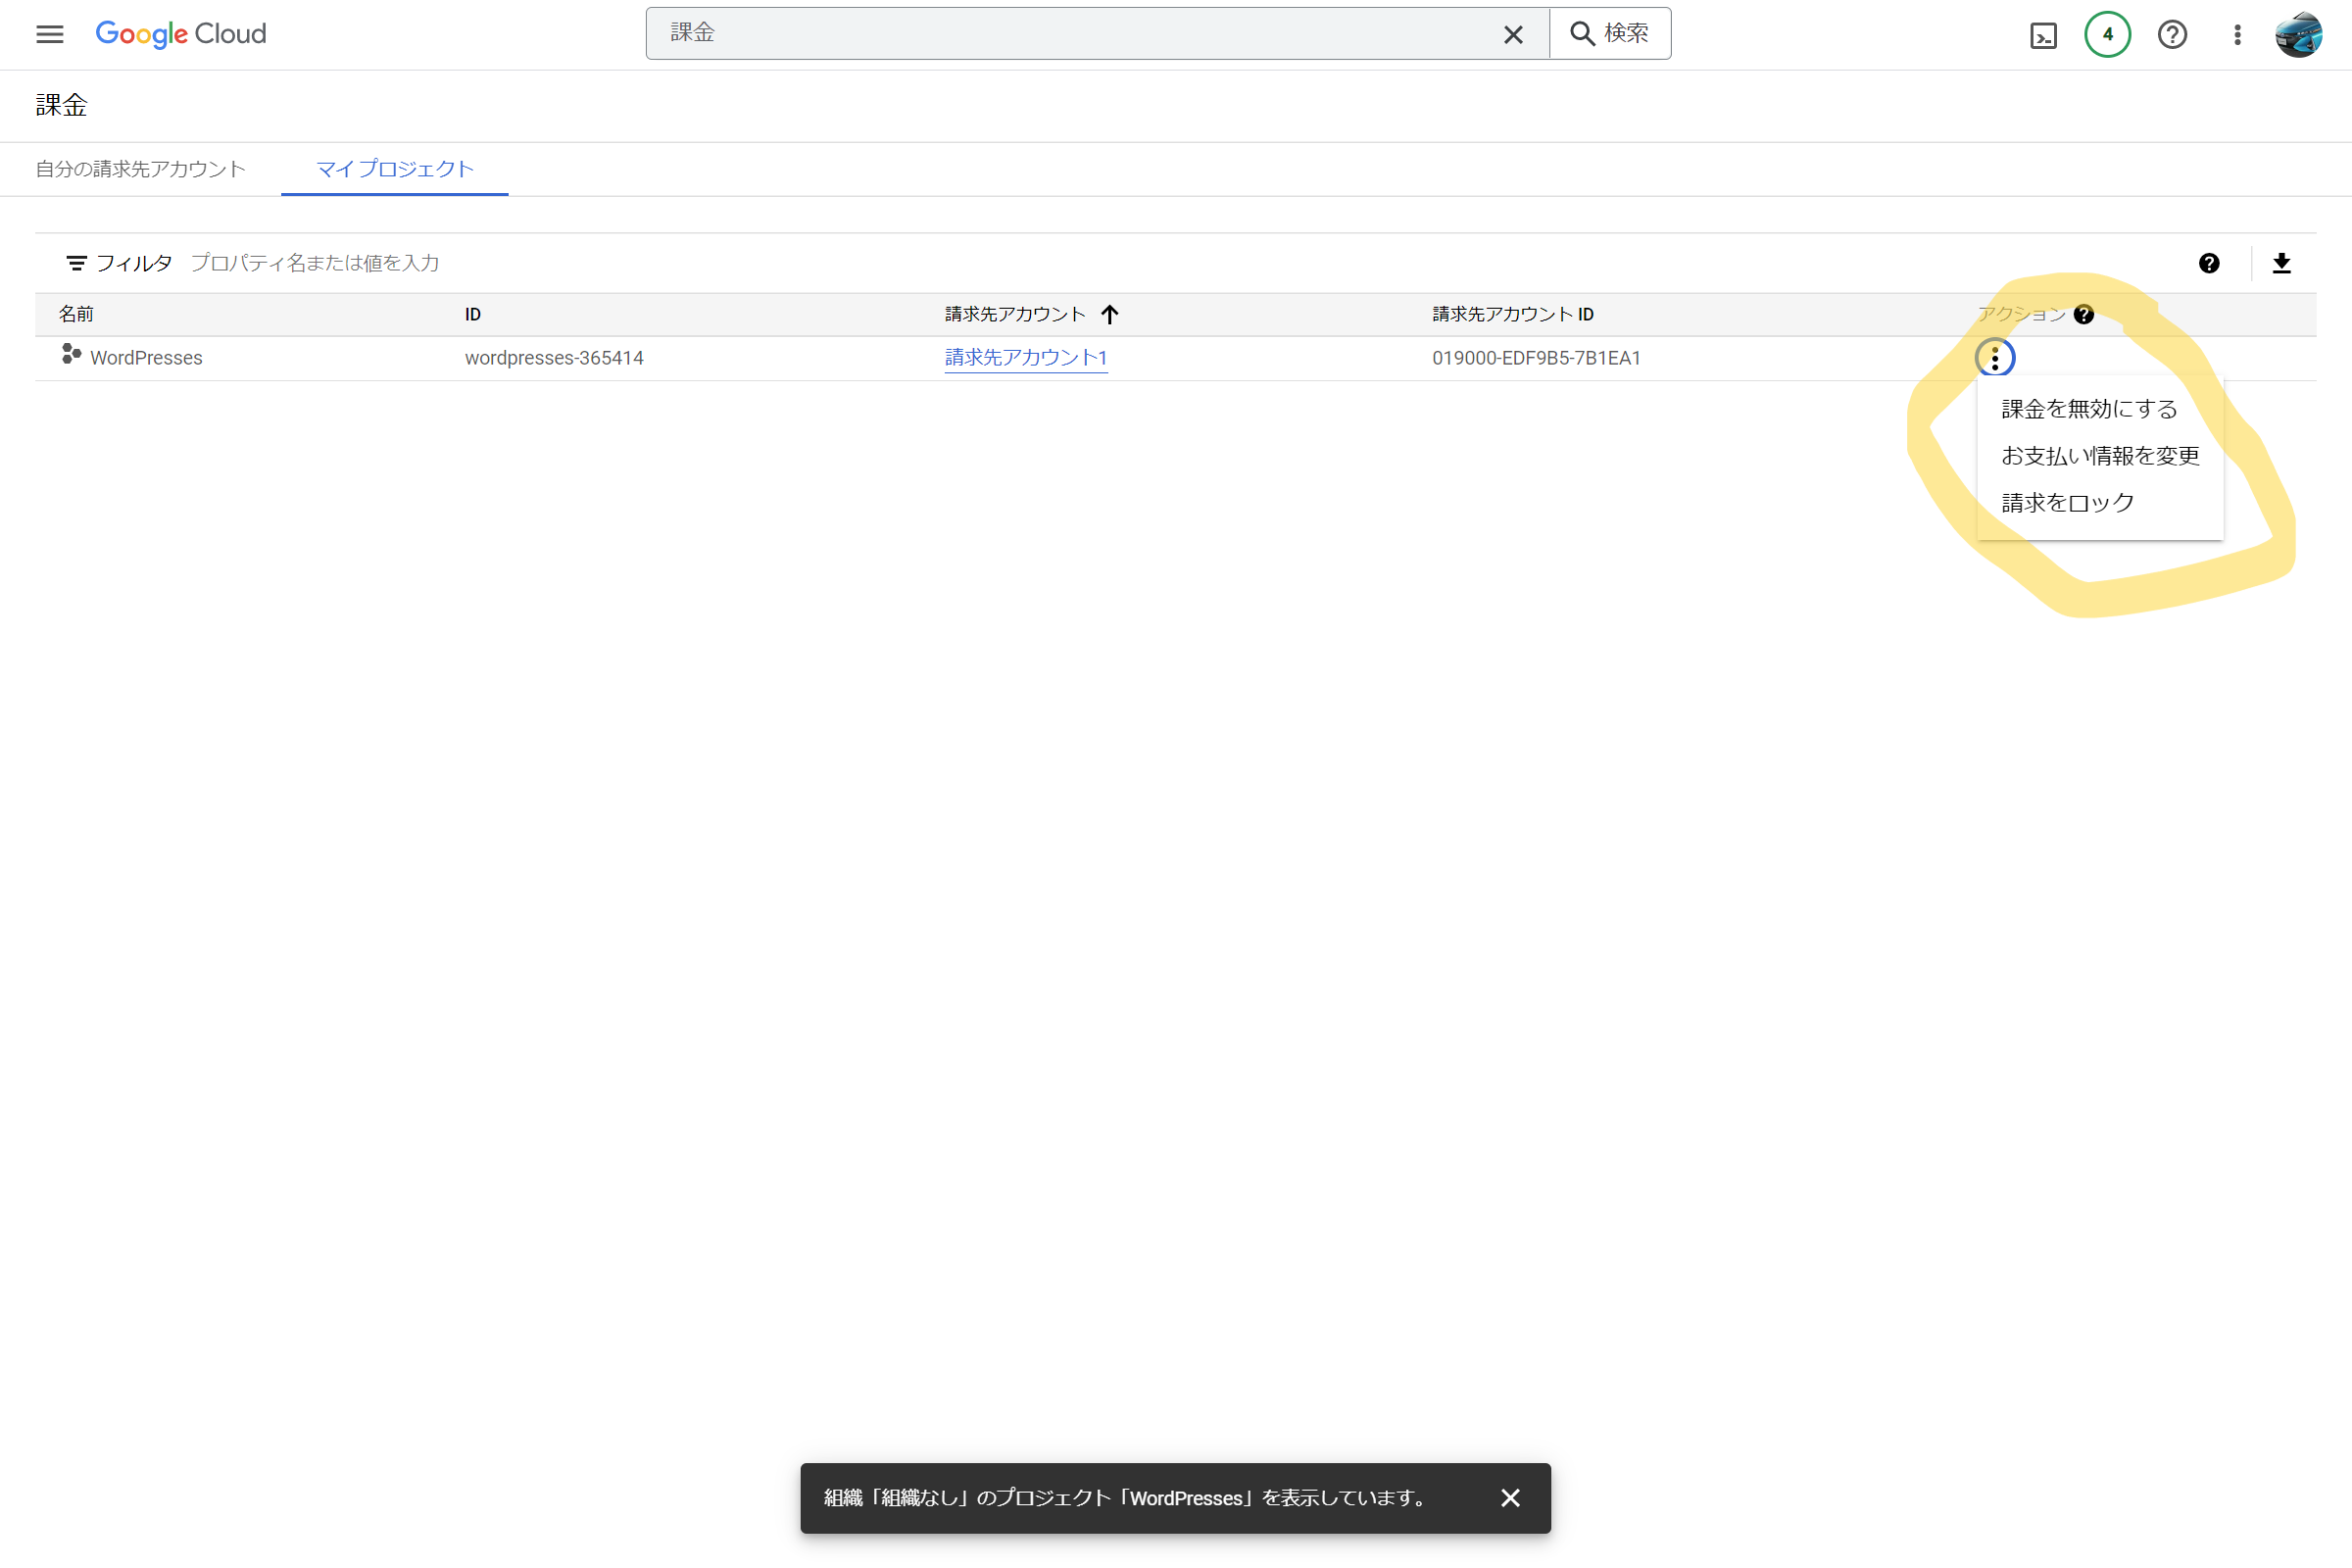 Google Cloud
課金
検索
4
課金
自分の請求先アカウント
マイ プロジェクト
フィルタ プロパティ名または値を入力
名前 ID 請求先アカウント 請求先アカウント ID アクション
WordPresses wordpresses-365414 請求先アカウント1 019000-EDF9B5-7B1EA1
課金を無効にする
お支払い情報を変更
請求をロック
組織「組織なし」のプロジェクト「WordPresses」を表示しています。